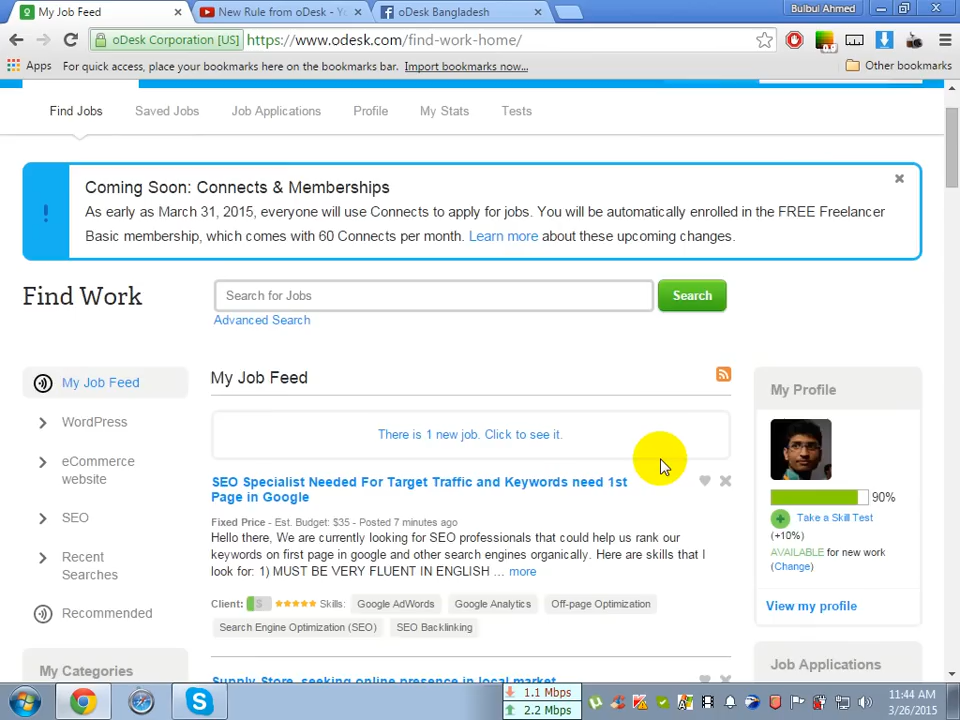 My Job Feed
New Rule from oDesk - Yo
oDesk Bangladesh
Bulbul Ahmed
oDesk Corporation [US]
https://www.odesk.com/find-work-home/
Apps
For quick access, place your bookmarks here on the bookmarks bar. Import bookmarks now...
Other bookmarks
Find Jobs
Saved Jobs
Job Applications
Profile
My Stats
Tests
Coming Soon: Connects & Memberships
As early as March 31, 2015, everyone will use Connects to apply for jobs. You will be automatically enrolled in the FREE Freelancer
Basic membership, which comes with 60 Connects per month. Learn more about these upcoming changes.
Find Work
Search for Jobs
Search
Advanced Search
My Job Feed
WordPress
eCommerce
website
SEO
Recent
Searches
Recommended
My Categories
My Job Feed
There is 1 new job. Click to see it.
SEO Specialist Needed For Target Traffic and Keywords need 1st
Page in Google
Fixed Price - Est. Budget: $35 - Posted 7 minutes ago
Hello there, We are currently looking for SEO professionals that could help us rank our
keywords on first page in google and other search engines organically. Here are skills that I
look for: 1) MUST BE VERY FLUENT IN ENGLISH ... more
Client: $ Skills: Google AdWords Google Analytics Off-page Optimization
Search Engine Optimization (SEO) SEO Backlinking
Supply Store, seeking online presence in local market
My Profile
90%
Take a Skill Test
(+10%)
AVAILABLE for new work
(Change)
View my profile
Job Applications
1.1 Mbps
2.2 Mbps
11:44 AM
3/26/2015